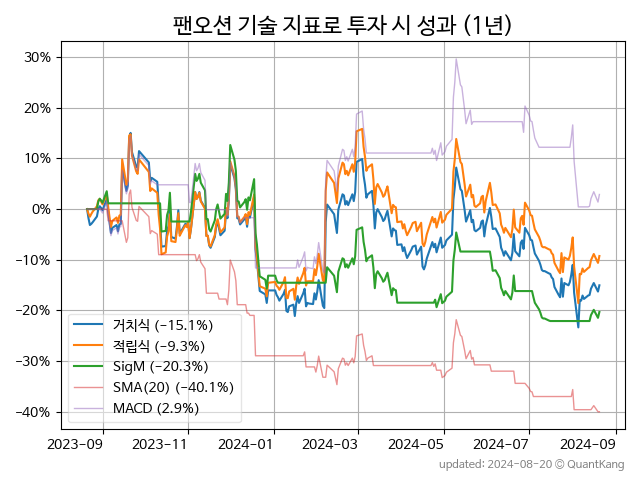 팬오션 기술 지표로 투자 시 성과 (1년)
30%
20%
10%
0%
−10%
−20%
−30%
−40%
거치식 (−15.1%)
적립식 (−9.3%)
SigM (−20.3%)
SMA(20) (−40.1%)
MACD (2.9%)
2023-09
2023-11
2024-01
2024-03
2024-05
2024-07
2024-09
updated: 2024-08-20 © QuantKang